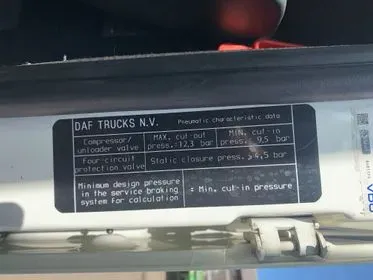 DAF TRUCKS N.V. Pneumatic characteristic data
Compressor/ MAX. cut-out MIN. cut-in
unloader valve press.=12,3 bar press. 9,5 bar
Four-circuit Static closure press. ≥4,5 bar
protection valve
Minimum design pressure
in the service braking = Min. cut-in pressure
system for calculation
VDO